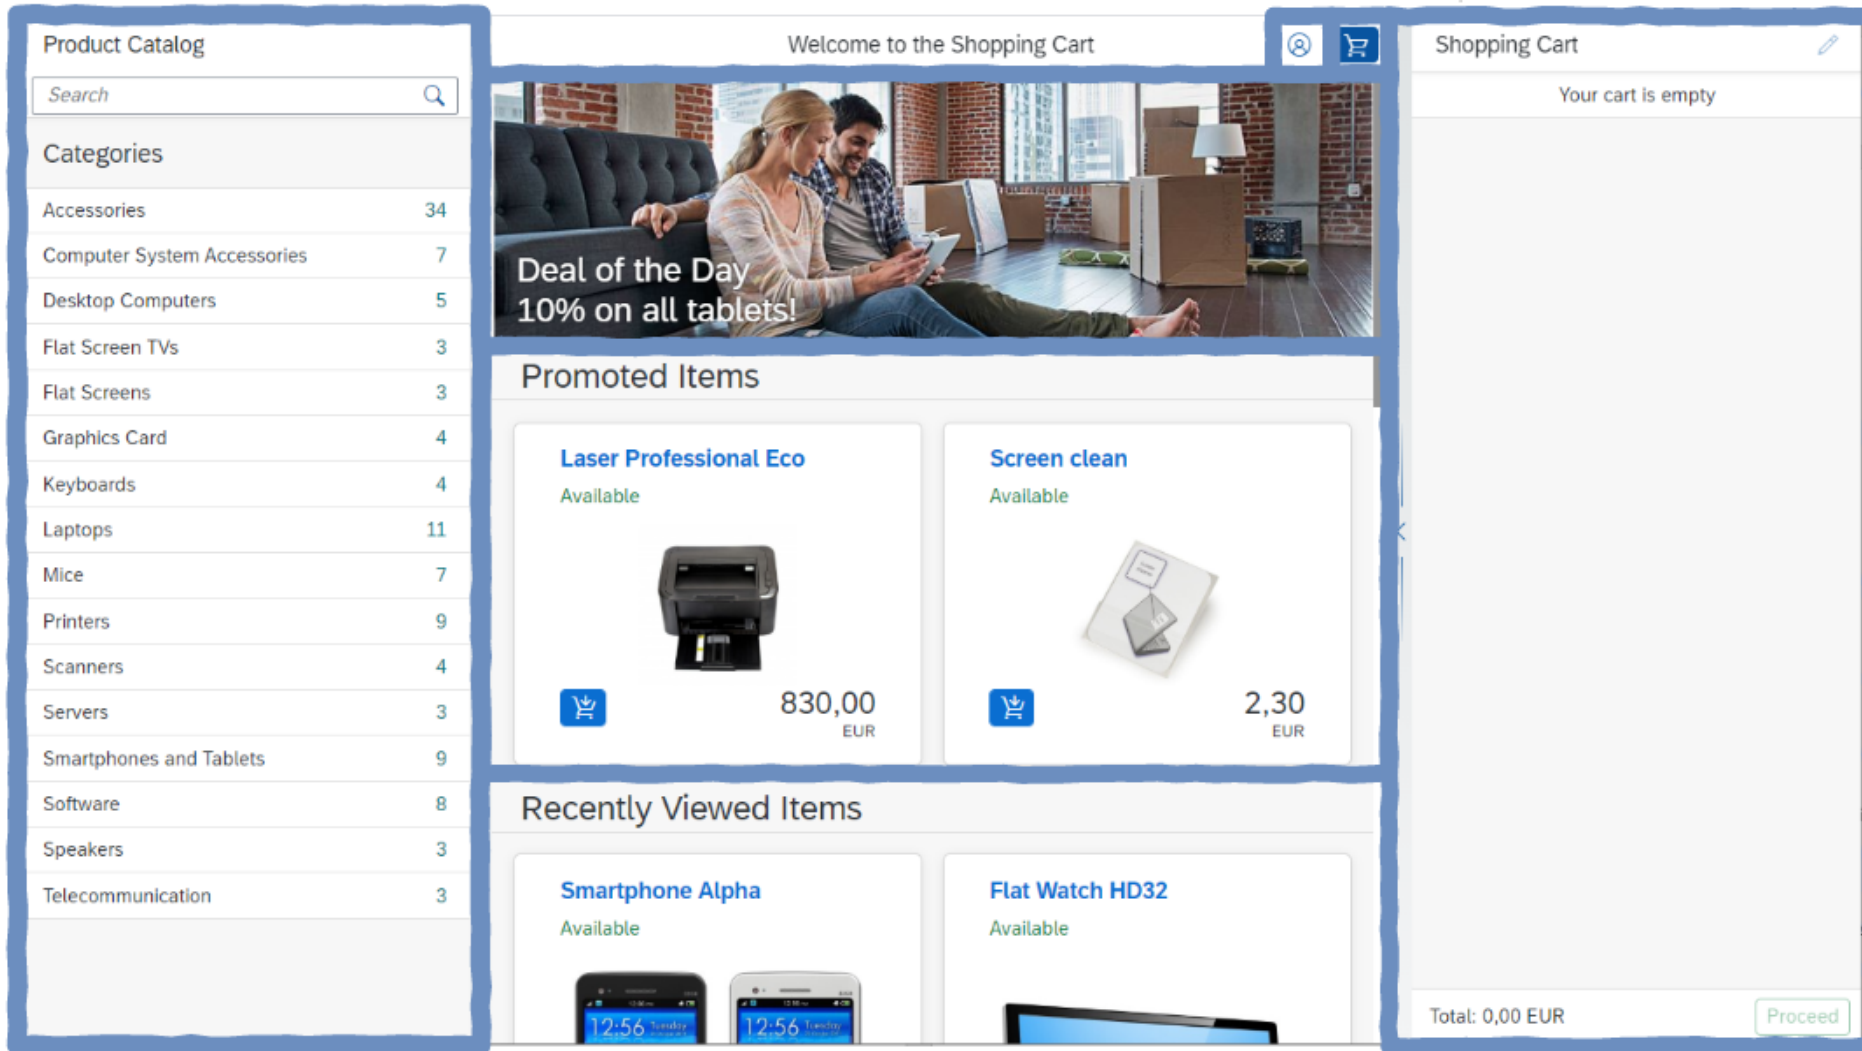 Product Catalog
Search
Categories
Accessories 34
Computer System Accessories 7
Desktop Computers 5
Flat Screen TVs 3
Flat Screens 3
Graphics Card 4
Keyboards 4
Laptops 11
Mice 7
Printers 9
Scanners 4
Servers 3
Smartphones and Tablets 9
Software 8
Speakers 3
Telecommunication 3
Welcome to the Shopping Cart
Deal of the Day
10% on all tablets!
Promoted Items
Laser Professional Eco
Available
830,00
EUR
Screen clean
Available
2,30
EUR
Recently Viewed Items
Smartphone Alpha
Available
12:56 Tuesday
12:56 Tuesday
Flat Watch HD32
Available
Shopping Cart
Your cart is empty
Total: 0,00 EUR
Proceed